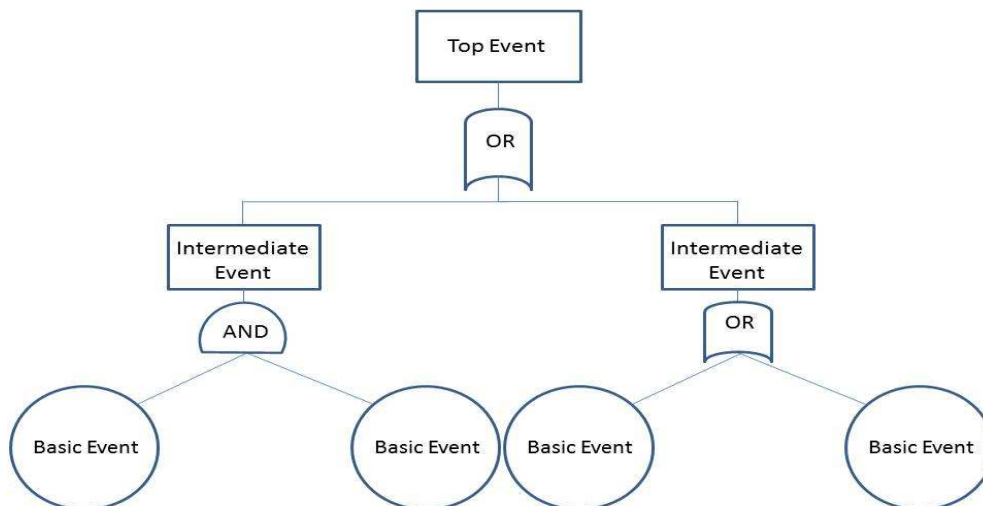 Top Event
OR
Intermediate
Event
Intermediate
Event
AND
OR
Basic Event
Basic Event
Basic Event
Basic Event